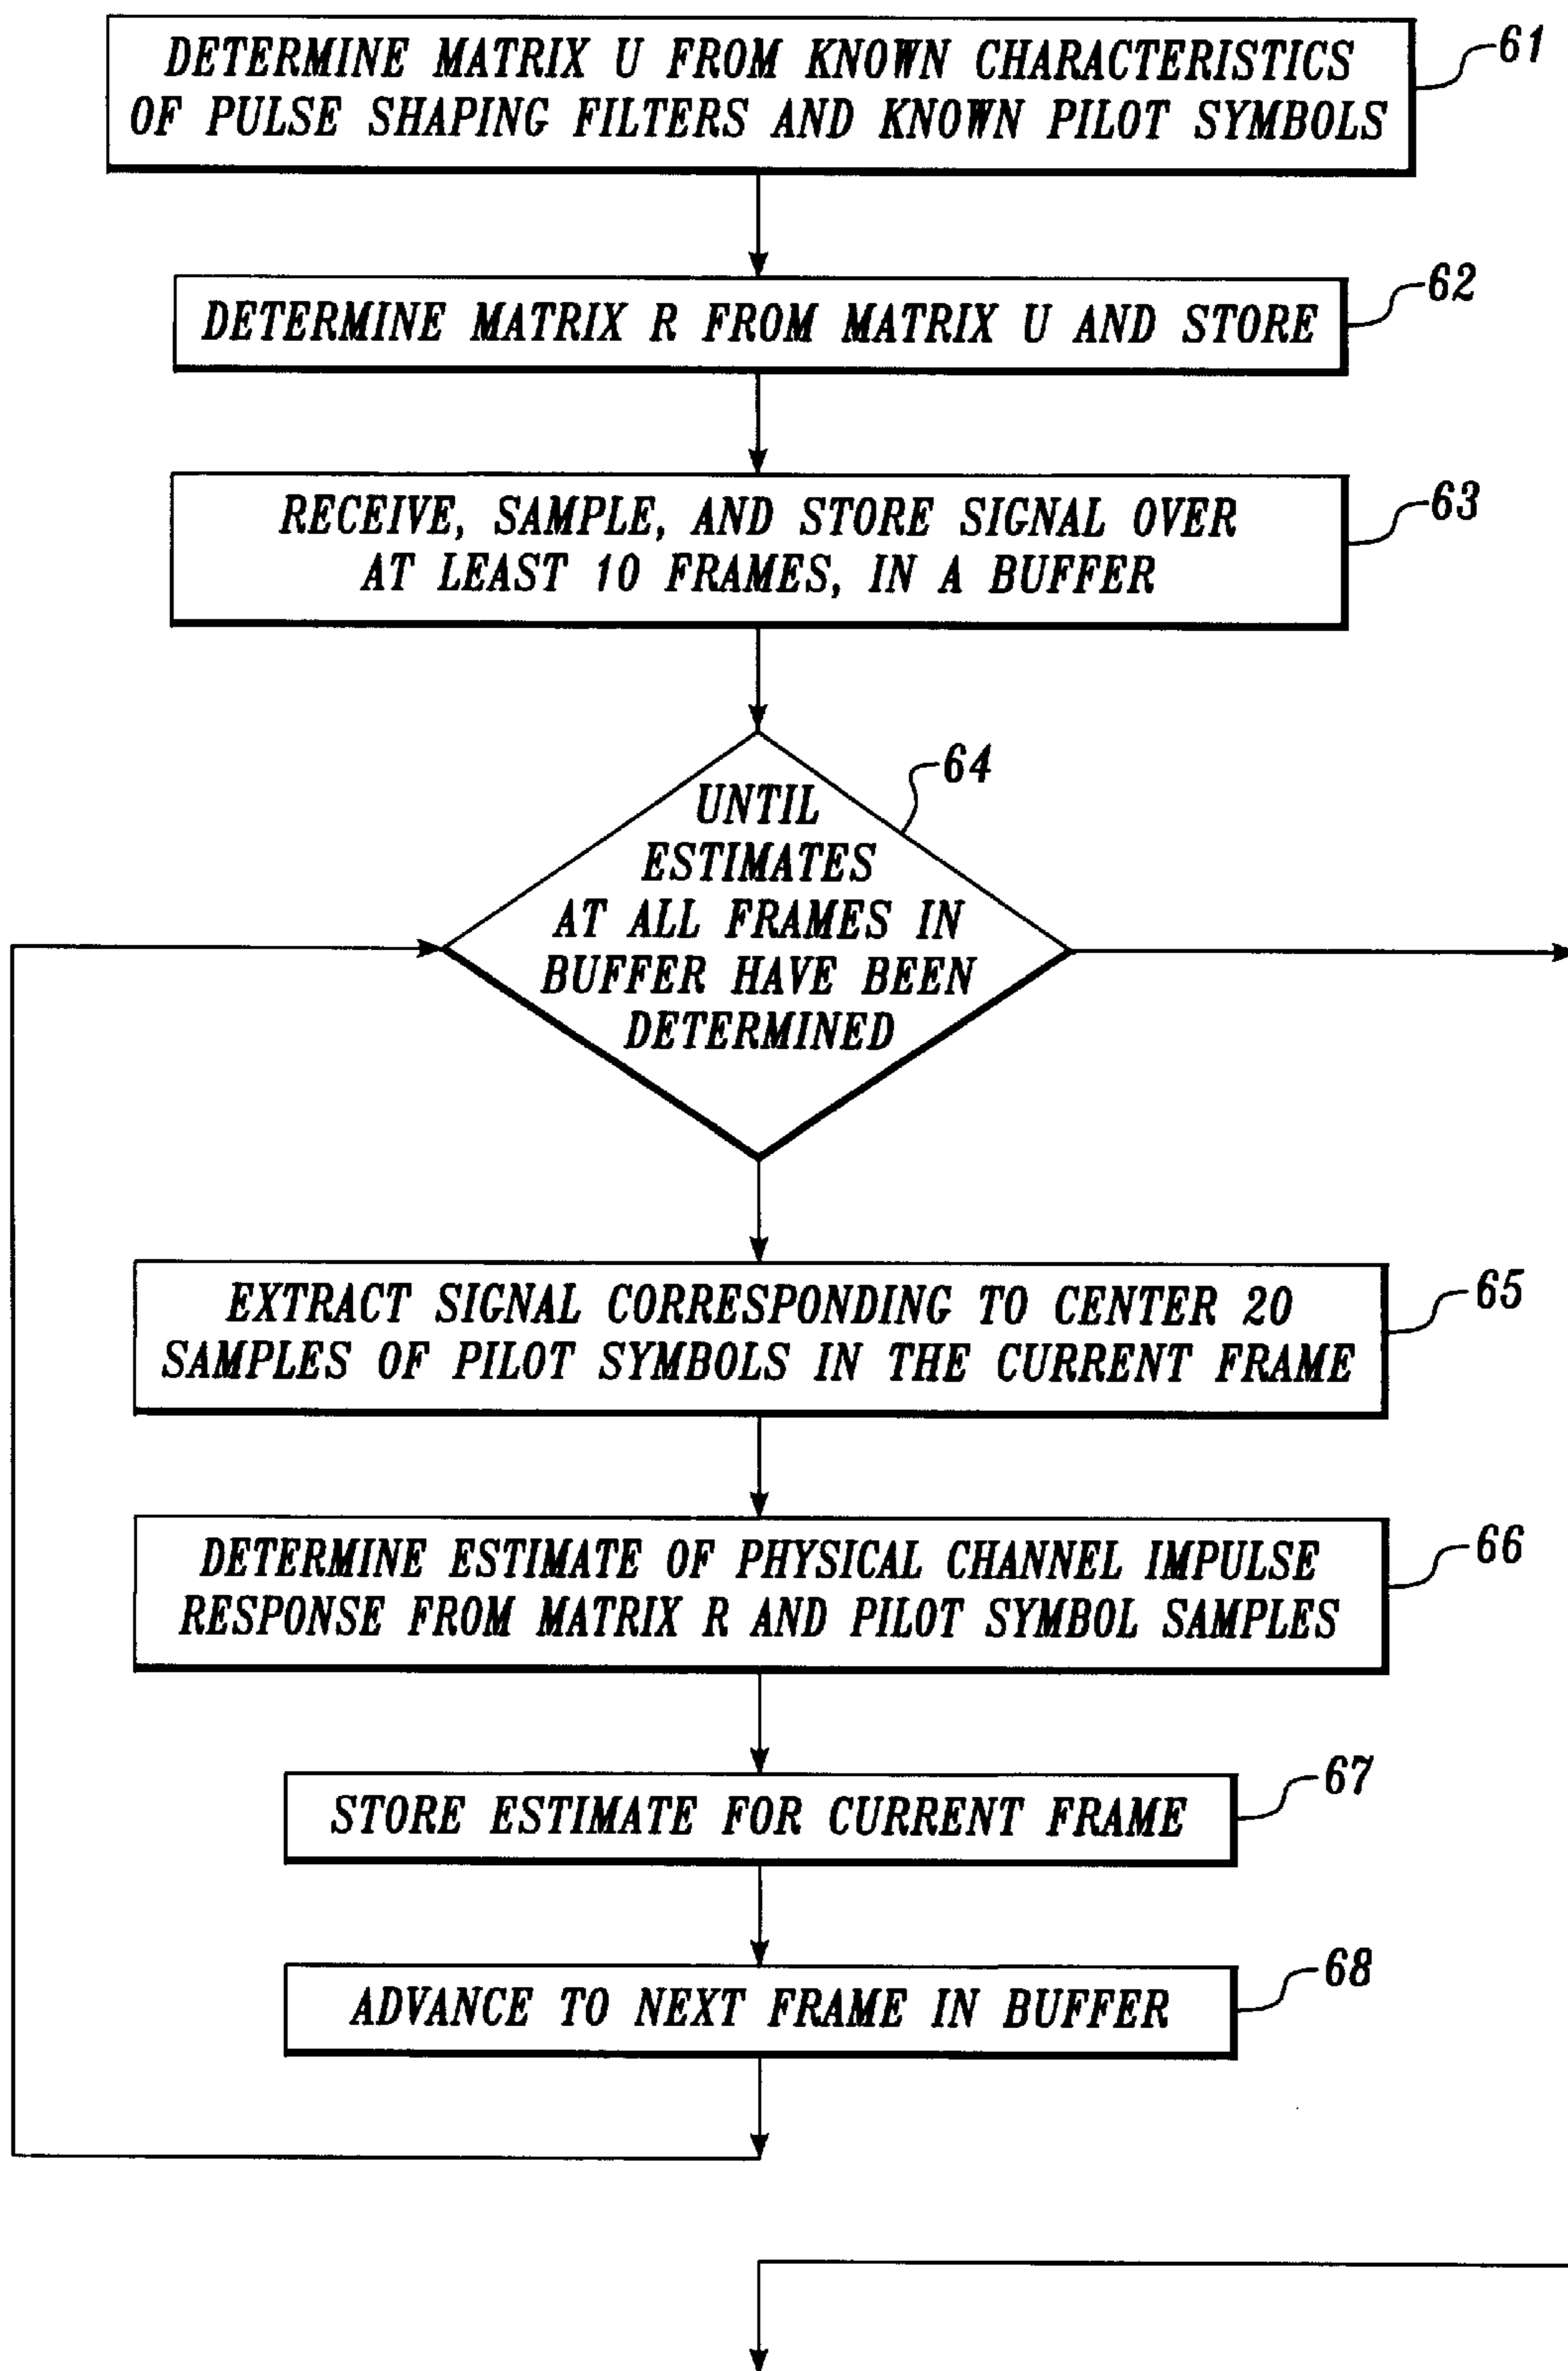 DETERMINE MATRIX U FROM KNOWN CHARACTERISTICS
OF PULSE SHAPING FILTERS AND KNOWN PILOT SYMBOLS
61
DETERMINE MATRIX R FROM MATRIX U AND STORE
62
RECEIVE, SAMPLE, AND STORE SIGNAL OVER
AT LEAST 10 FRAMES, IN A BUFFER
63
UNTIL
ESTIMATES
AT ALL FRAMES IN
BUFFER HAVE BEEN
DETERMINED
64
EXTRACT SIGNAL CORRESPONDING TO CENTER 20
SAMPLES OF PILOT SYMBOLS IN THE CURRENT FRAME
65
DETERMINE ESTIMATE OF PHYSICAL CHANNEL IMPULSE
RESPONSE FROM MATRIX R AND PILOT SYMBOL SAMPLES
66
STORE ESTIMATE FOR CURRENT FRAME
67
ADVANCE TO NEXT FRAME IN BUFFER
68